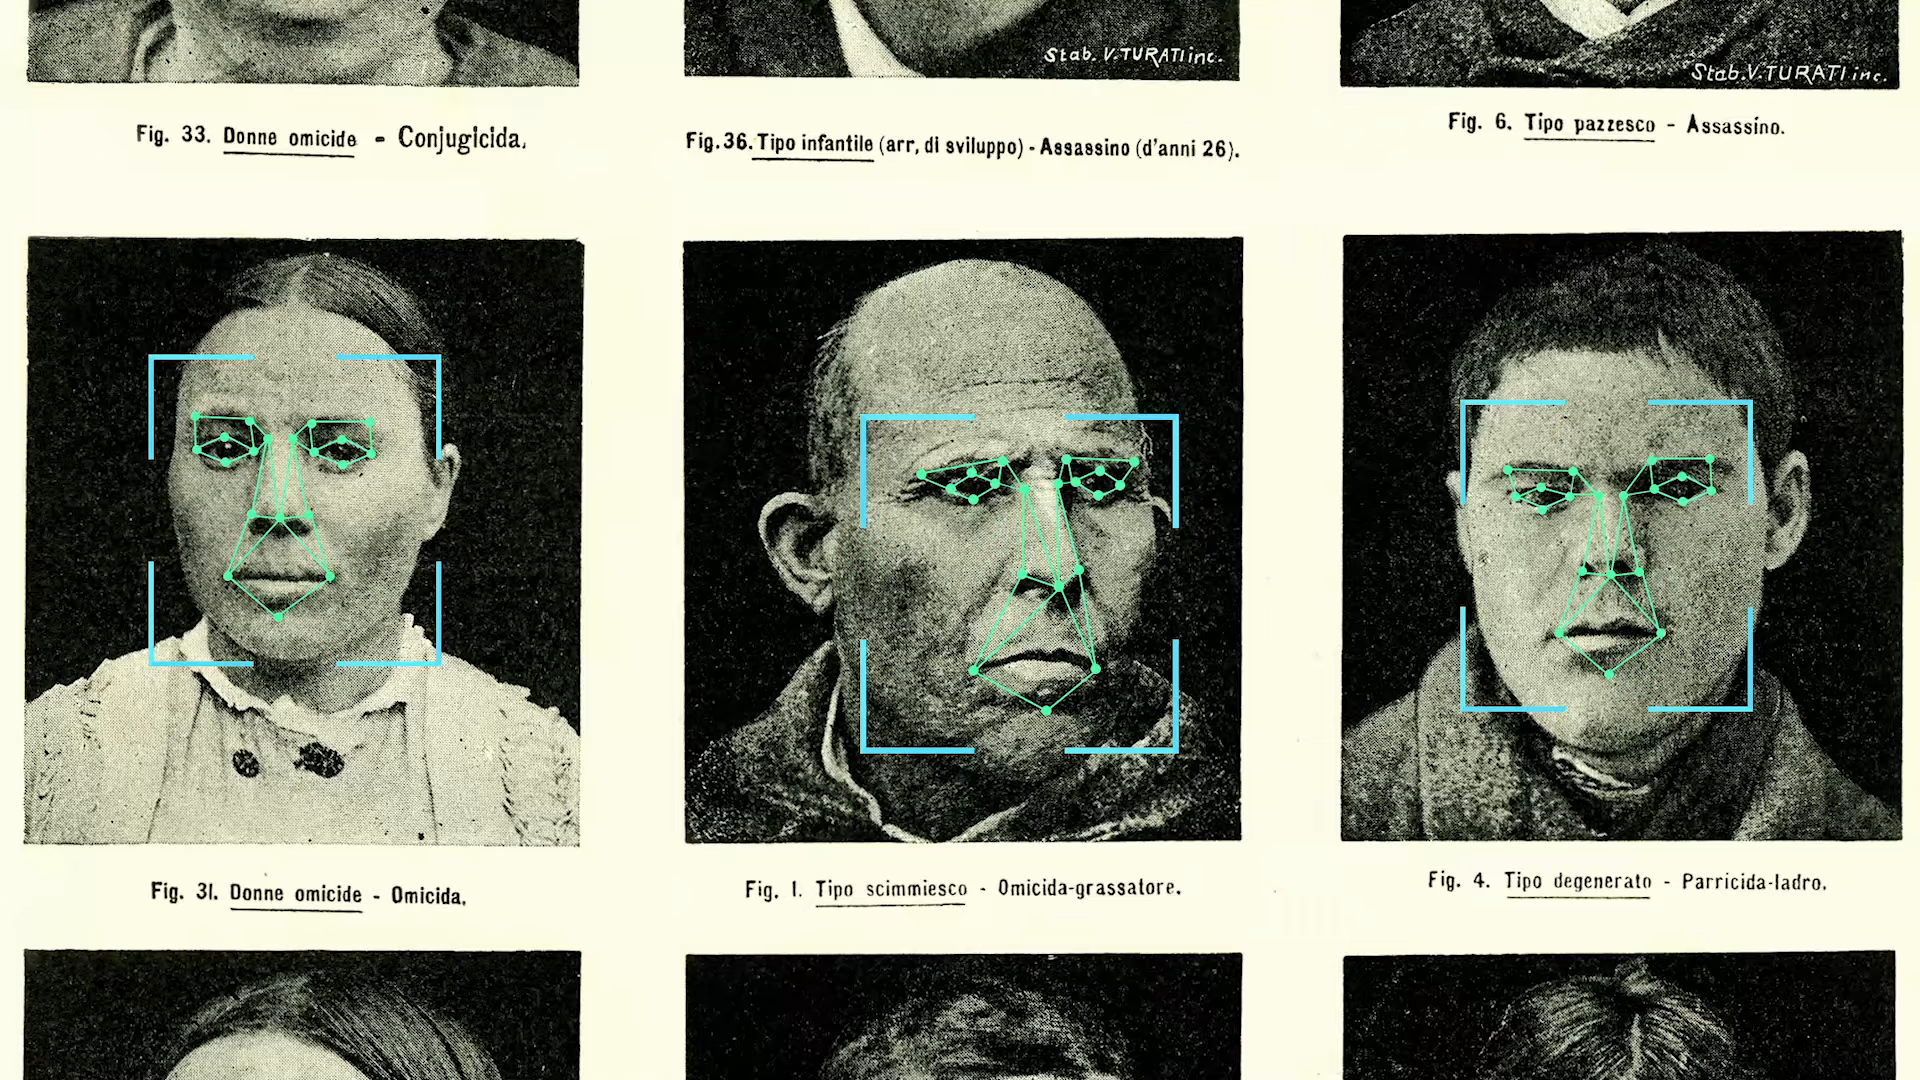 Stab. V. TURATI inc.
Stab. V. TURATI inc.
Fig. 33. Donne omicide - Conjugicida.
Fig. 36. Tipo infantile (arr. di sviluppo) - Assassino (d'anni 26).
Fig. 6. Tipo pazzesco - Assassino.
Fig. 31. Donne omicide - Omicida.
Fig. 1. Tipo scimmiesco - Omicida-grassatore.
Fig. 4. Tipo degenerato - Parricida-ladro.